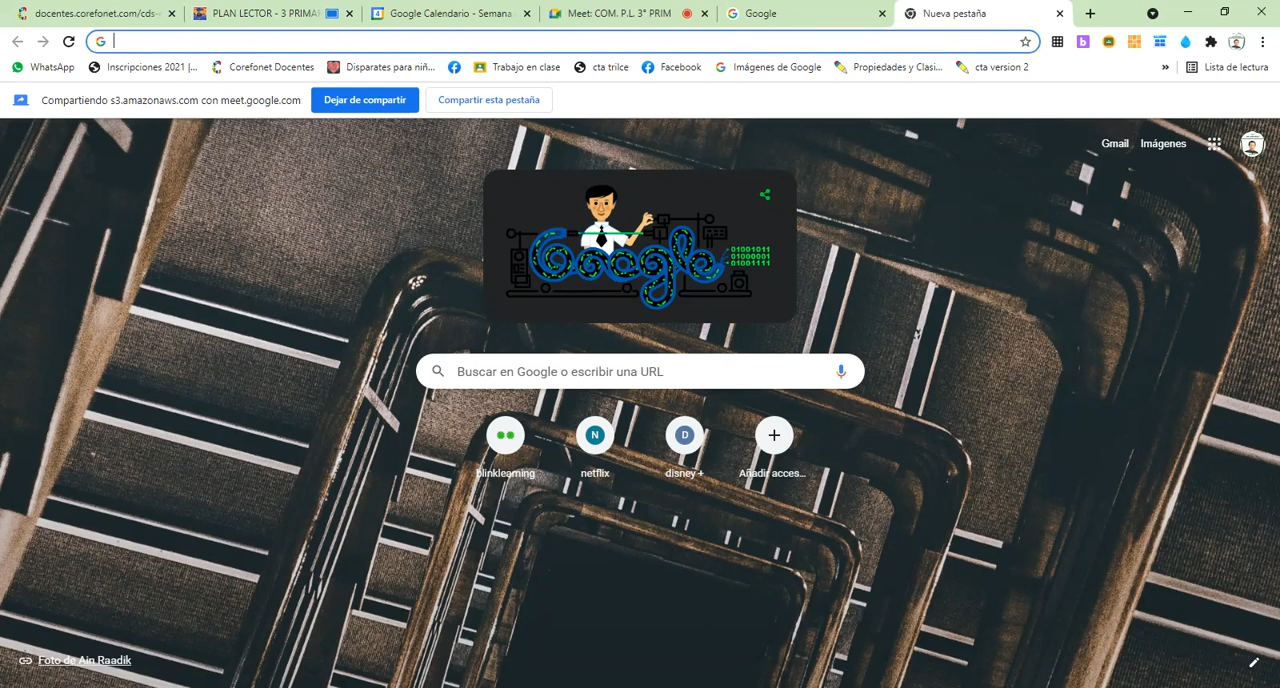 docentes.corefonet.com/cds-
PLAN LECTOR - 3 PRIMA
Google Calendario - Semana
Meet: COM. P.L. 3° PRIM
Google
Nueva pestaña
WhatsApp
Inscripciones 2021 |...
Corefonet Docentes
Disparates para niñ...
Trabajo en clase
cta trilce
Facebook
Imágenes de Google
Propiedades y Clasi...
cta version 2
»
Lista de lectura
Compartiendo s3.amazonaws.com con meet.google.com
Dejar de compartir
Compartir esta pestaña
Gmail
Imágenes
Google
01001011
01000001
01001111
Buscar en Google o escribir una URL
N
D
blinklearning
netflix
disney +
Añadir acces...
Foto de Ain Raadik